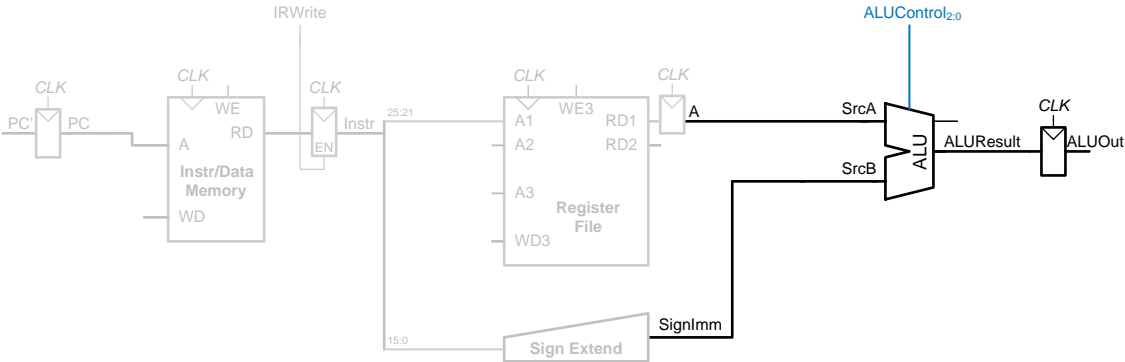 IRWrite
ALUControl2:0
CLK
CLK
CLK
CLK
CLK
PC'
PC
WE
A
RD
Instr/Data
Memory
WD
EN
Instr
25:21
A1
WE3
RD1
A2
RD2
A3
Register
File
WD3
A
SrcA
SrcB
ALU
ALUResult
CLK
ALUOut
SignImm
15:0
Sign Extend